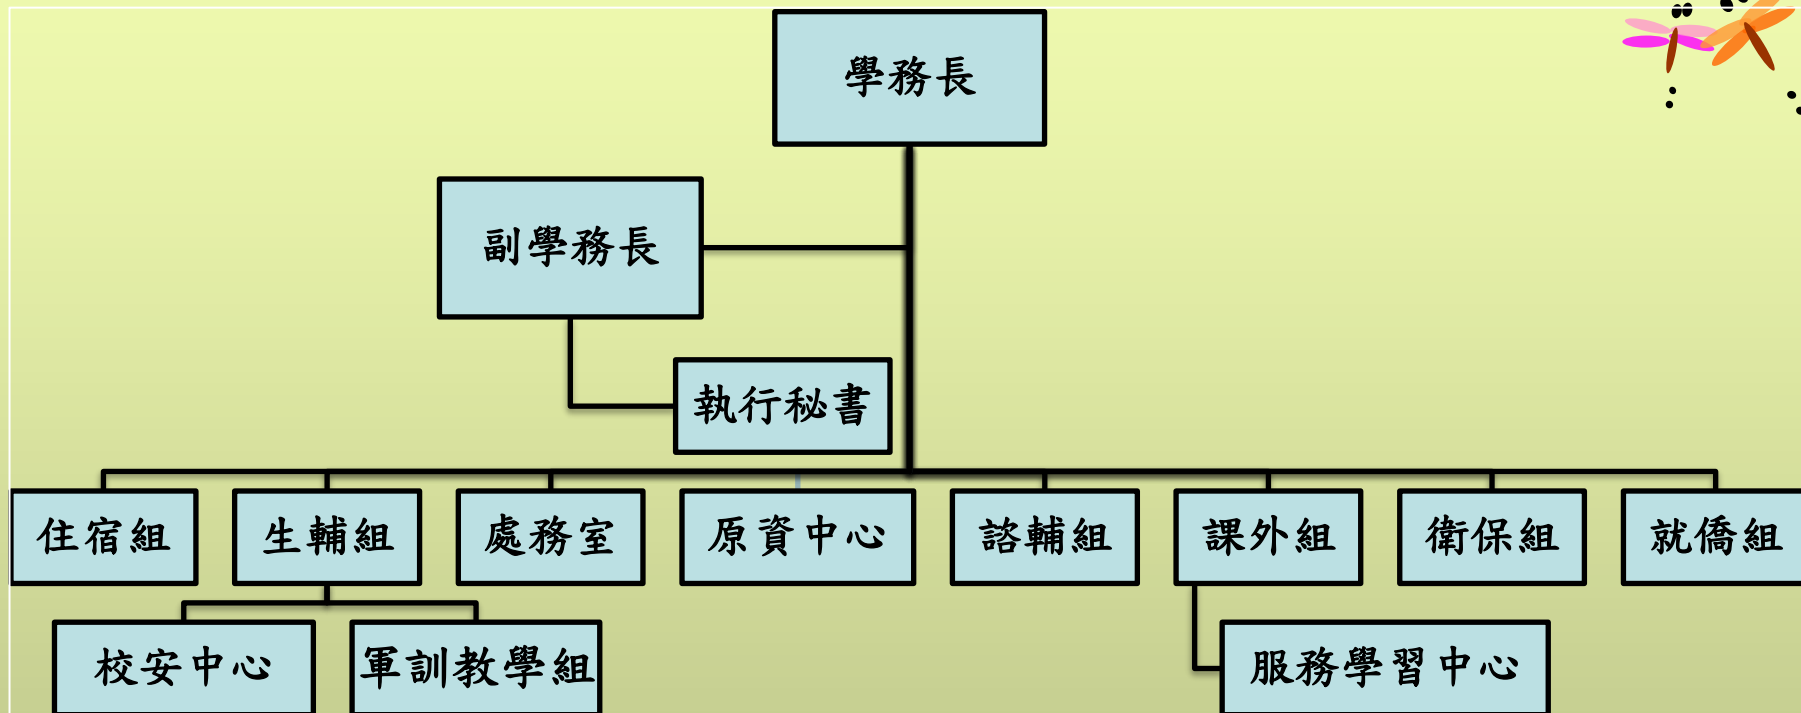 學務長
副學務長
執行秘書
住宿組
生輔組
處務室
原資中心
諮輔組
課外組
衛保組
就僑組
校安中心
軍訓教學組
服務學習中心